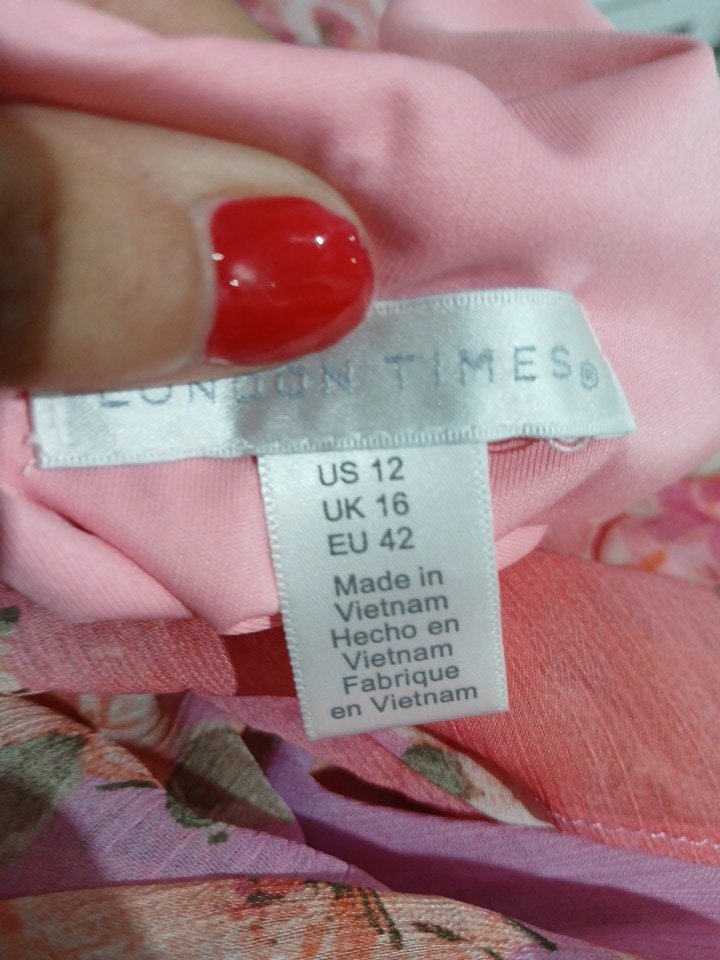 LONDON TIMES®
US 12
UK 16
EU 42
Made in
Vietnam
Hecho en
Vietnam
Fabrique
en Vietnam